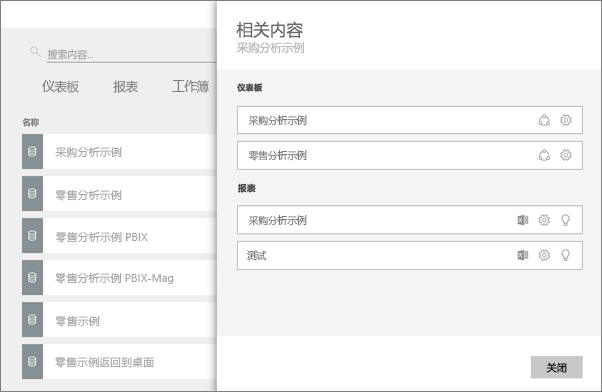 搜索内容...
仪表板 报表 工作簿
名称
采购分析示例
零售分析示例
零售分析示例 PBIX
零售分析示例 PBIX-Mag
零售示例
零售示例返回到桌面
相关内容
采购分析示例
仪表板
采购分析示例
零售分析示例
报表
采购分析示例
测试
关闭